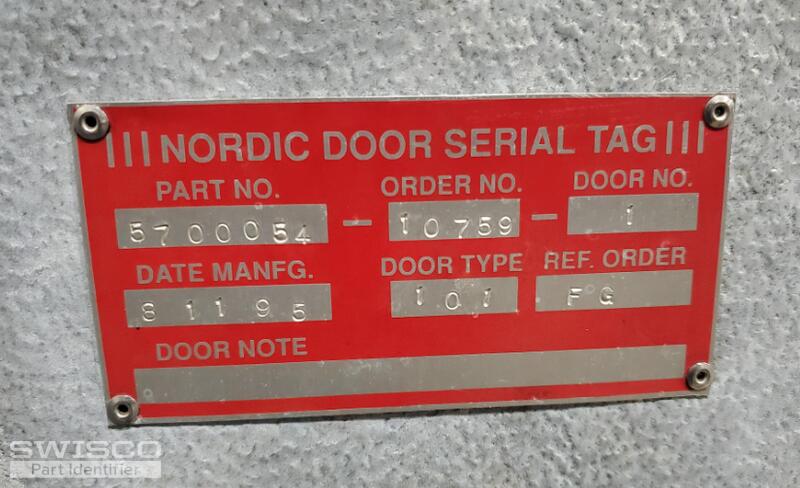 NORDIC DOOR SERIAL TAG
PART NO. ORDER NO. DOOR NO.
5700054 - 10759 - 1
DATE MANFG. DOOR TYPE REF. ORDER
81195 101 FG
DOOR NOTE
SWISCO
Part Identifier